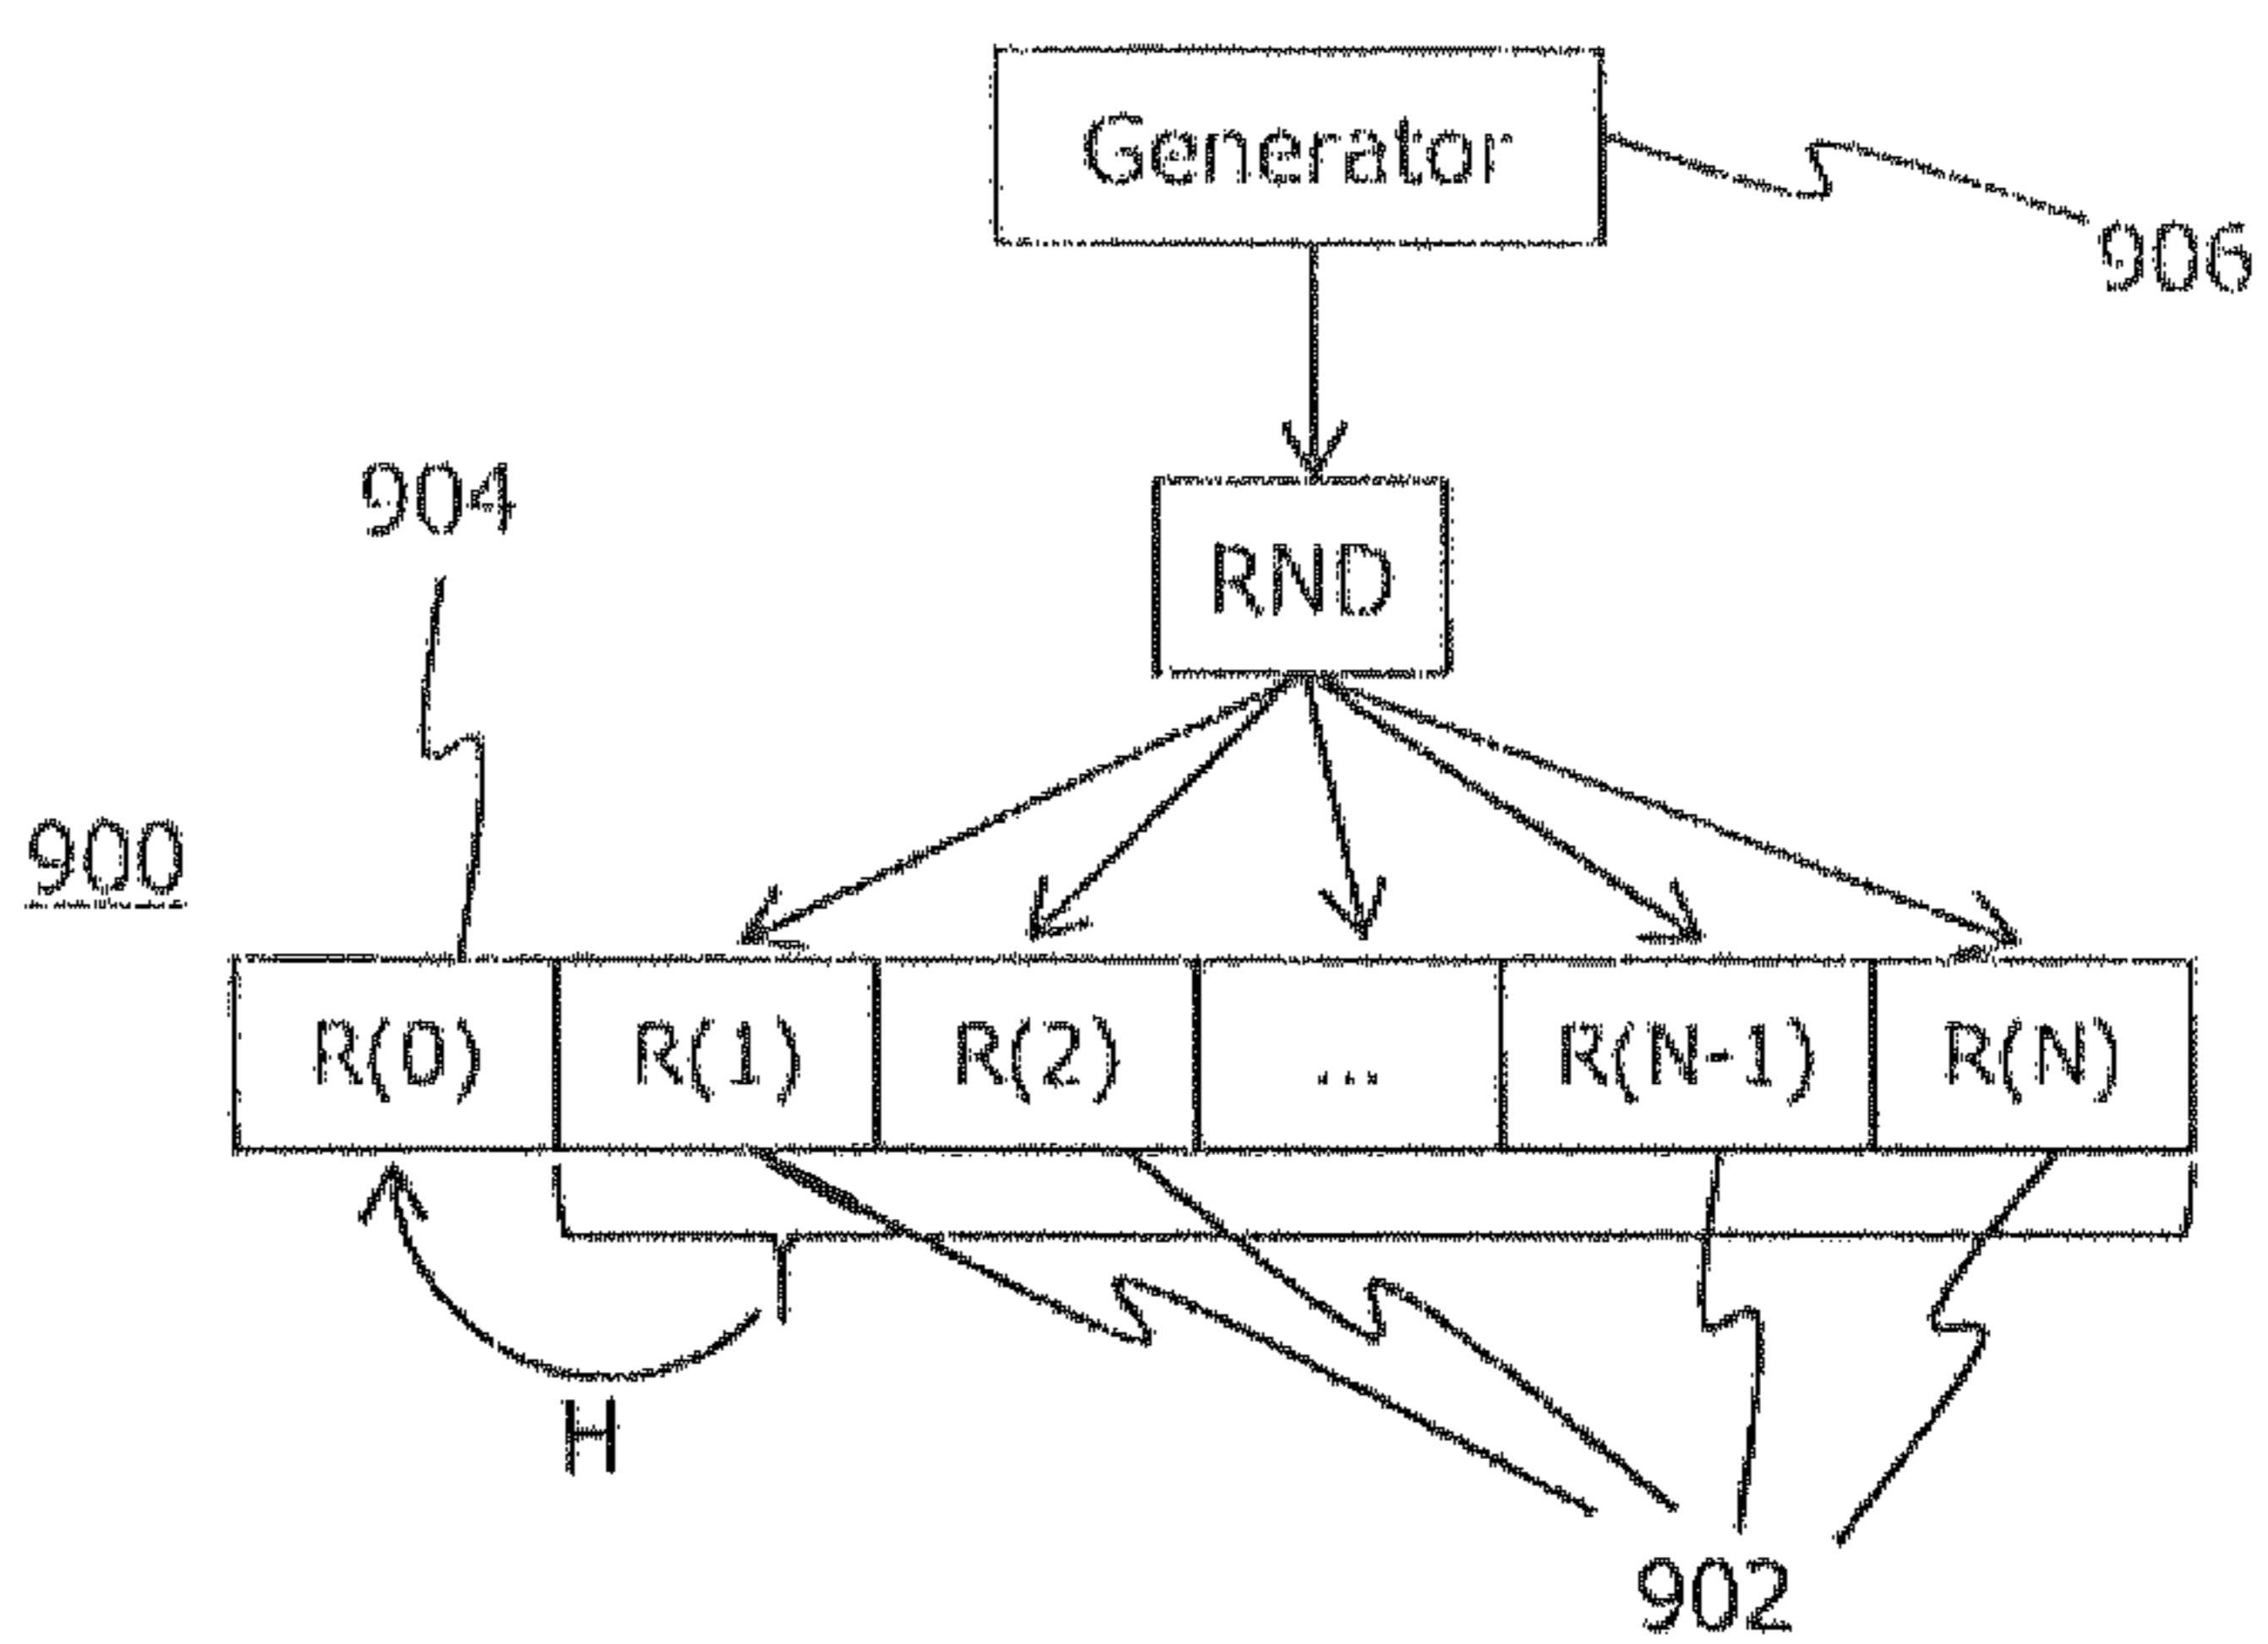 Generator
906
904
RND
900
R(0) R(1) R(2) ... R(N-1) R(N)
H
902